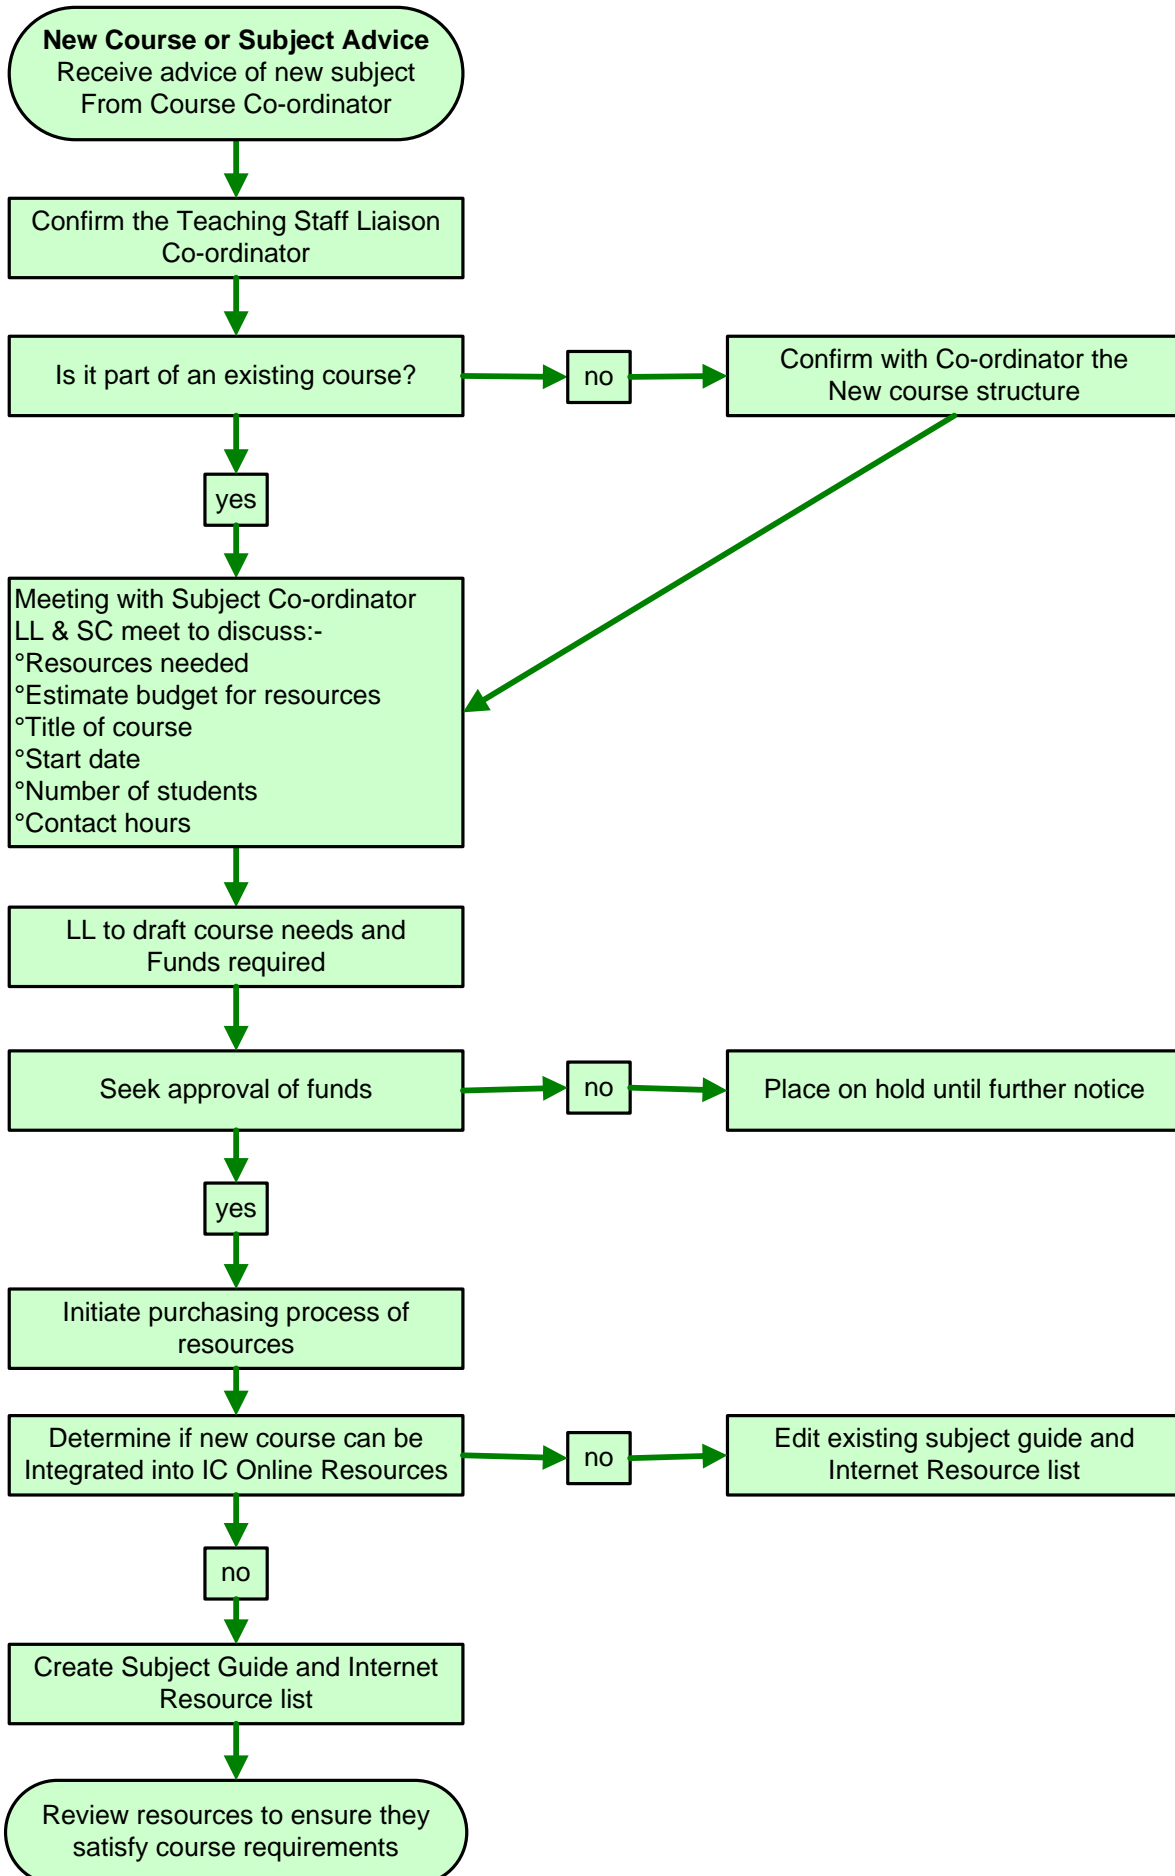 New Course or Subject Advice
Receive advice of new subject
From Course Co-ordinator
Confirm the Teaching Staff Liaison
Co-ordinator
Is it part of an existing course?
no
Confirm with Co-ordinator the
New course structure
yes
Meeting with Subject Co-ordinator
LL & SC meet to discuss:-
°Resources needed
°Estimate budget for resources
°Title of course
°Start date
°Number of students
°Contact hours
LL to draft course needs and
Funds required
Seek approval of funds
no
Place on hold until further notice
yes
Initiate purchasing process of
resources
Determine if new course can be
Integrated into IC Online Resources
no
Edit existing subject guide and
Internet Resource list
no
Create Subject Guide and Internet
Resource list
Review resources to ensure they
satisfy course requirements